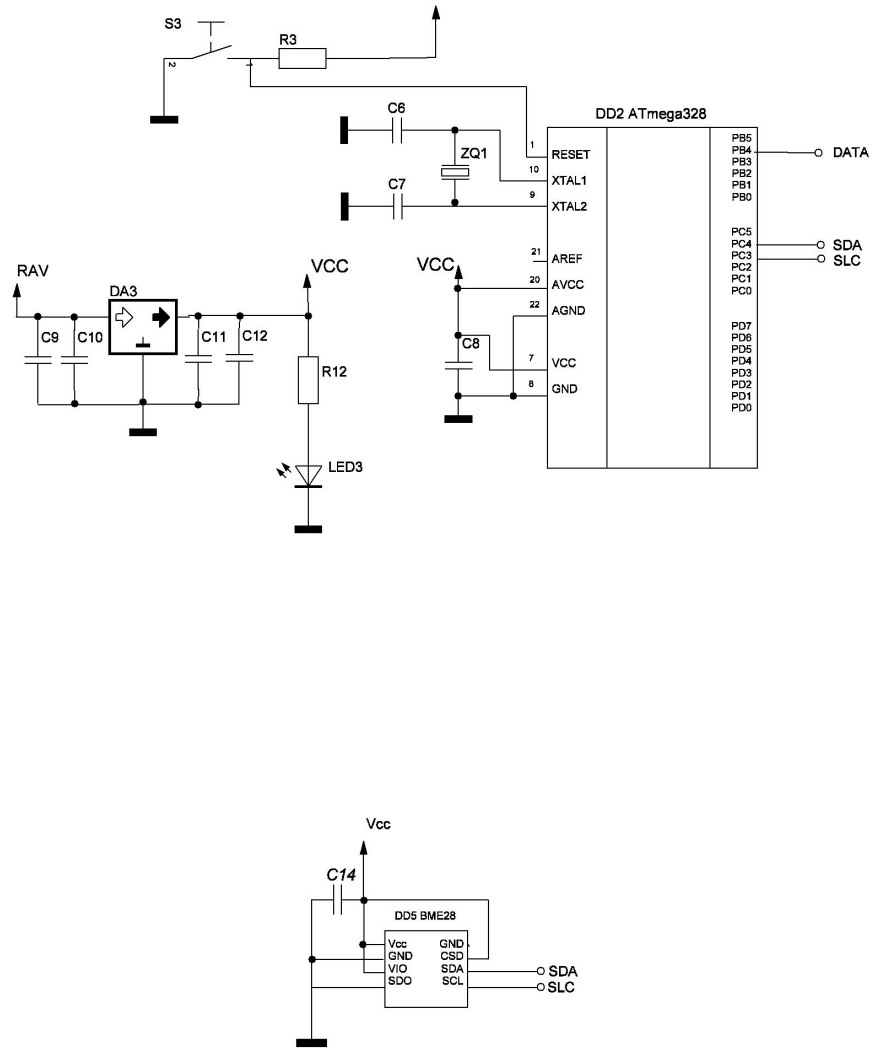 S3
R3
2
1
C6
DD2 ATmega328
ZQ1
C7
1
RESET
10
XTAL1
9
XTAL2
21
AREF
20
AVCC
22
AGND
7
VCC
8
GND
PB5
PB4
PB3
PB2
PB1
PB0
DATA
PC5
PC4
PC3
PC2
PC1
PC0
SDA
SLC
PD7
PD6
PD5
PD4
PD3
PD2
PD1
PD0
VCC
C8
RAV
DA3
VCC
C9
C10
C11
C12
R12
LED3
Vcc
C14
DD5 BME28
Vcc
GND
VIO
SDO
GND
CSD
SDA
SCL
SDA
SLC